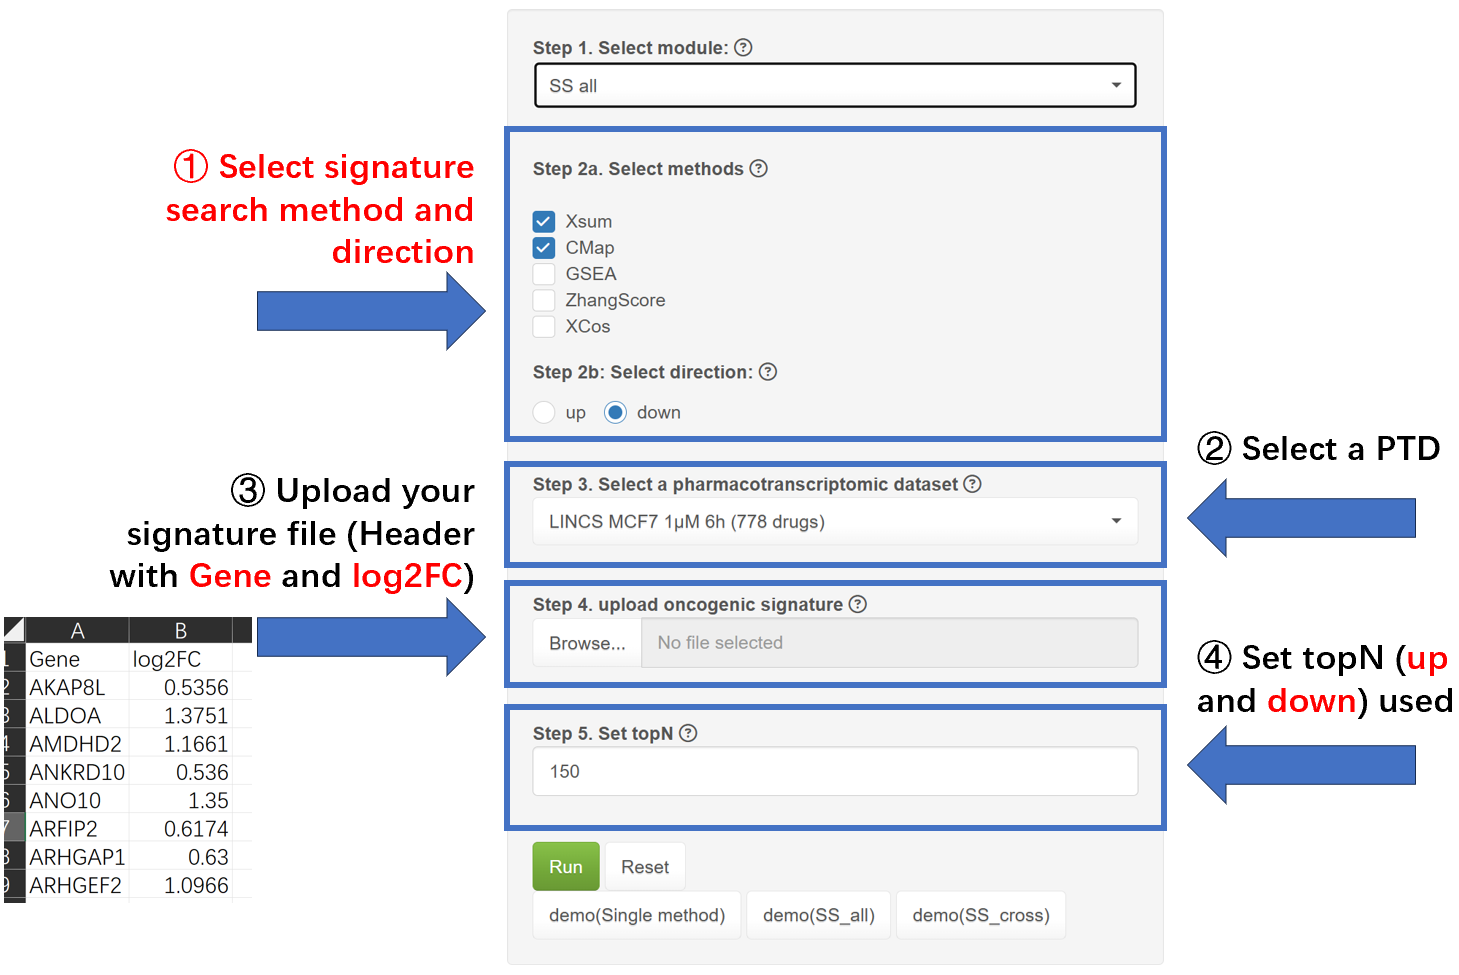 Step 1. Select module: ?
SS all
① Select signature
search method and
direction
Step 2a. Select methods ?
Xsum
CMap
GSEA
ZhangScore
XCos
Step 2b: Select direction: ?
up down
② Select a PTD
Step 3. Select a pharmacotranscriptomic dataset ?
LINCS MCF7 1μM 6h (778 drugs)
③ Upload your
signature file (Header
with Gene and log2FC)
Step 4. upload oncogenic signature ?
Browse... No file selected
A B
1 Gene log2FC
2 AKAP8L 0.5356
3 ALDOA 1.3751
4 AMDHD2 1.1661
5 ANKRD10 0.536
6 ANO10 1.35
7 ARFIP2 0.6174
8 ARHGAP1 0.63
9 ARHGEF2 1.0966
④ Set topN (up
and down) used
Step 5. Set topN ?
150
Run Reset
demo(Single method) demo(SS_all) demo(SS_cross)